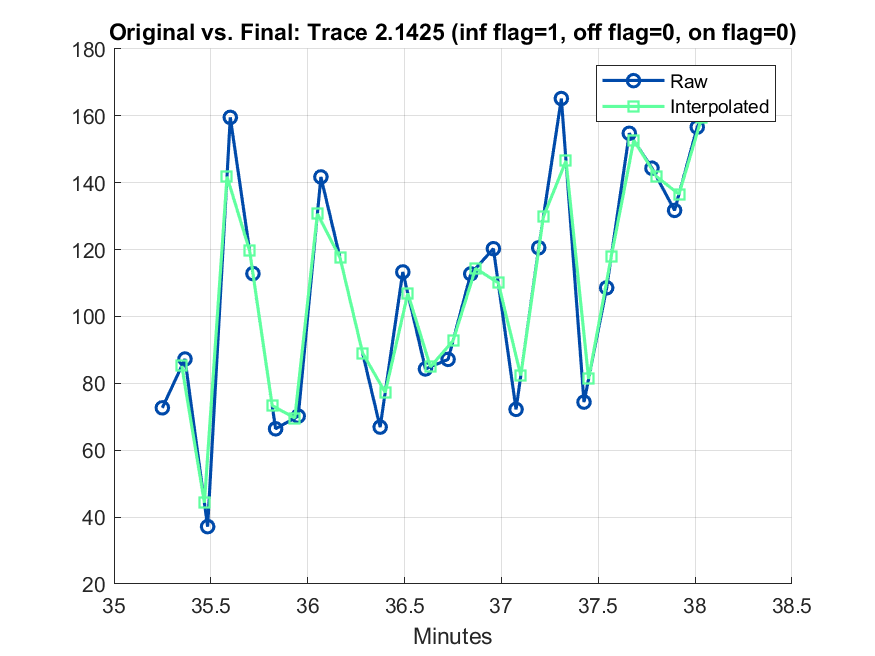 Original vs. Final: Trace 2.1425 (inf flag=1, off flag=0, on flag=0)
180
160
140
120
100
80
60
40
20
Raw
Interpolated
35 35.5 36 36.5 37 37.5 38 38.5
Minutes